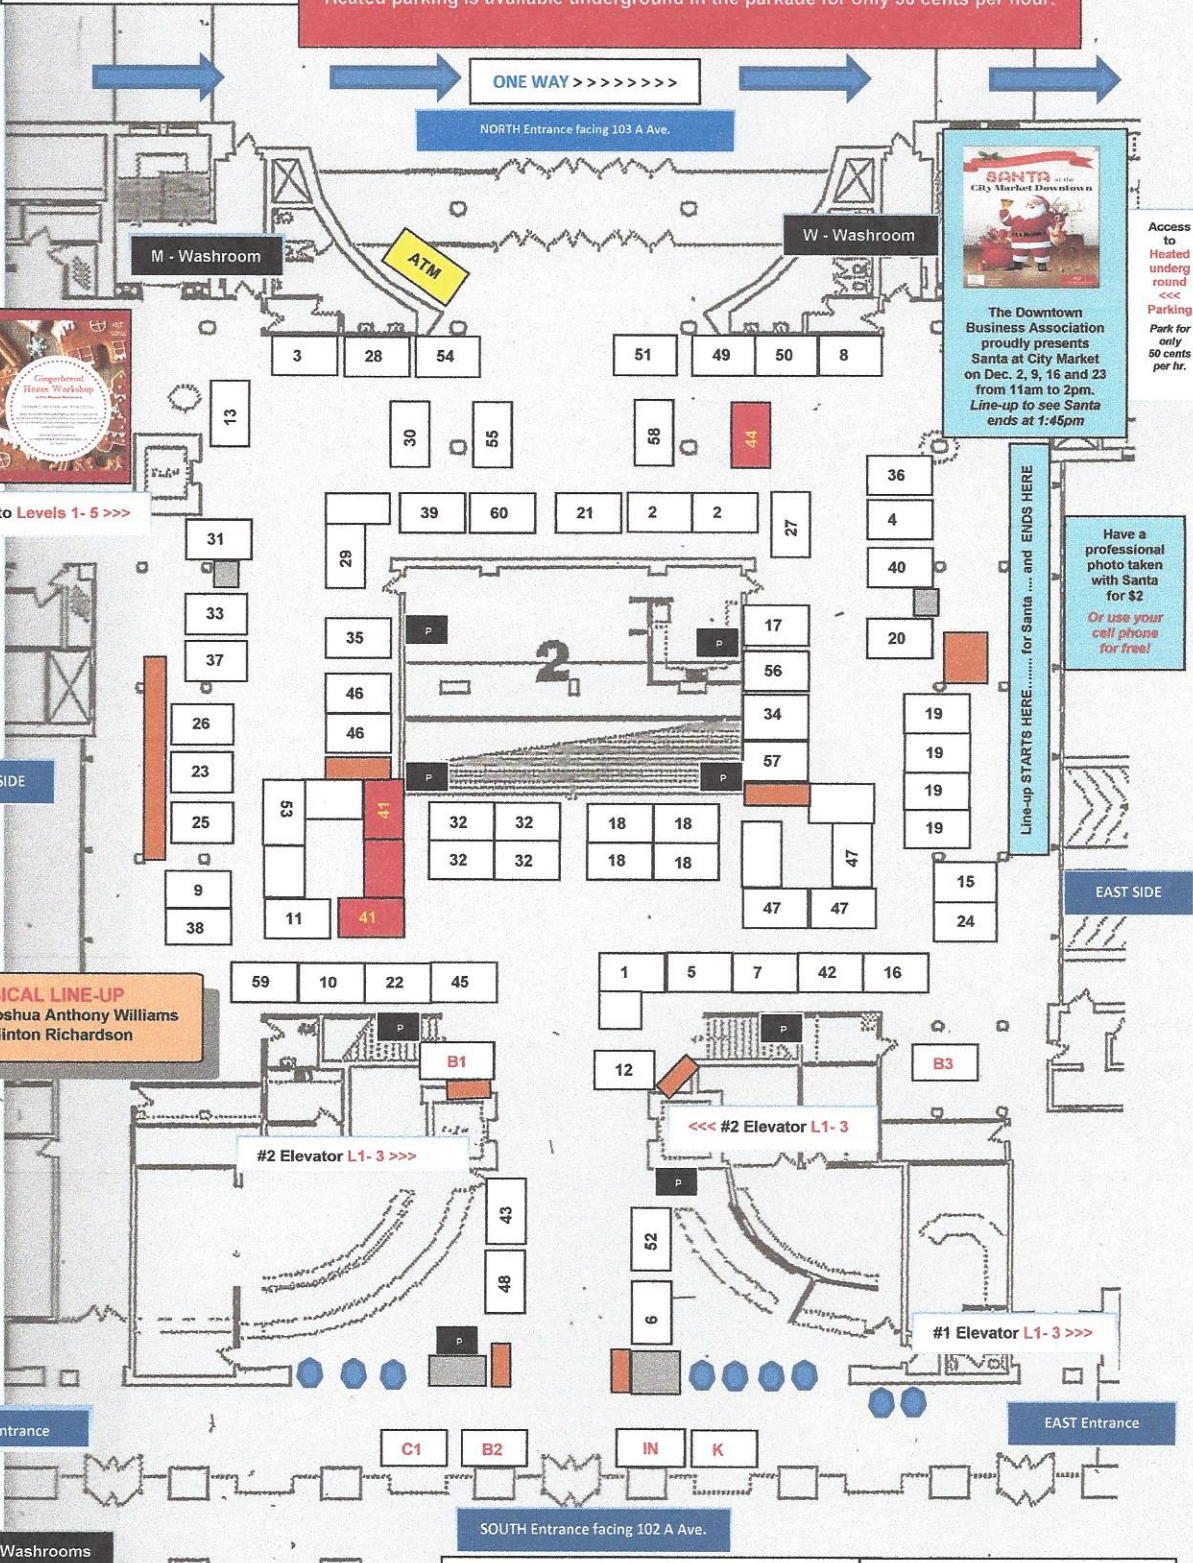 Heated parking is available underground in the parkade for only 50 cents per hour.
ONE WAY > > > > > > > >
NORTH Entrance facing 103 A Ave.
SANTA at the
City Market Downtown
M - Washroom
W - Washroom
ATM
Access
to
Heated
underg
round
<<<
Parking
Park for
only
50 cents
per hr.
The Downtown
Business Association
proudly presents
Santa at City Market
on Dec. 2, 9, 16 and 23
from 11am to 2pm.
Line-up to see Santa
ends at 1:45pm
Gingerbread
House Workshop
3 28 54
51 49 50 8
13 30 55 58 44
36
to Levels 1- 5 >>>
39 60 21 2 2 27
4
31
29
40
33
35
17
20
37
56
46
26
46
34
19
23
57
19
53
41
19
25
32 32
18 18
19
32 32
18 18
47
9
15
38
11
41
47 47
24
2
P
P
P
P
Line-up STARTS HERE........ for Santa .... and ENDS HERE
Have a
professional
photo taken
with Santa
for $2
Or use your
cell phone
for free!
SIDE
EAST SIDE
59 10 22 45
1 5 7 42 16
ICAL LINE-UP
oshua Anthony Williams
linton Richardson
P
P
B1
12
B3
#2 Elevator L1- 3 >>>
<<< #2 Elevator L1- 3
P
43
52
48
6
P
#1 Elevator L1- 3 >>>
ntrance
EAST Entrance
C1 B2 IN K
SOUTH Entrance facing 102 A Ave.
Washrooms